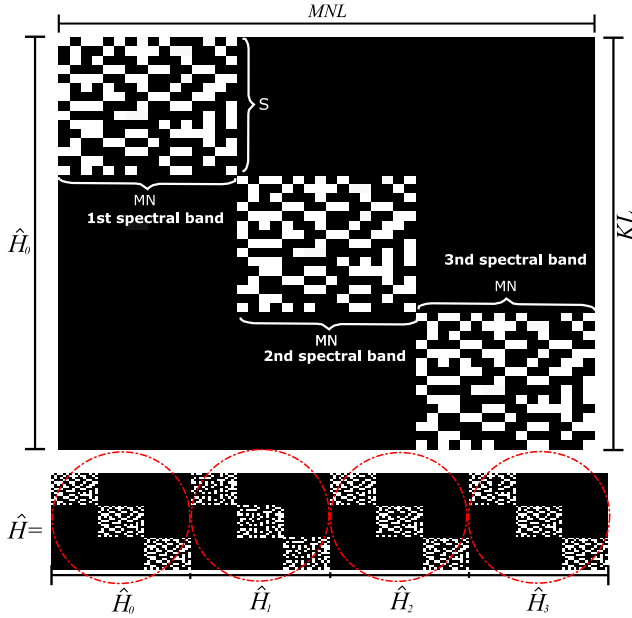 MNL
S
MN
1st spectral band
Ĥ₀
KL
3nd spectral band
MN
MN
2nd spectral band
Ĥ=
Ĥ₀ Ĥ₁ Ĥ₂ Ĥ₃